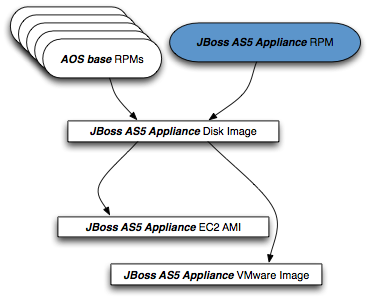 AOS base RPMs
JBoss AS5 Appliance RPM
JBoss AS5 Appliance Disk Image
JBoss AS5 Appliance EC2 AMI
JBoss AS5 Appliance VMware Image